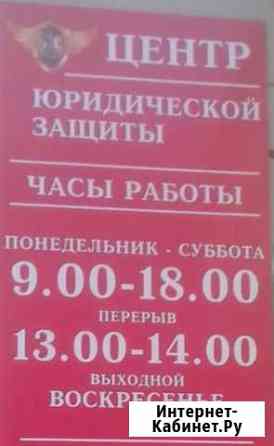 ЦЕНТР
ЮРИДИЧЕСКОЙ
ЗАЩИТЫ
ЧАСЫ РАБОТЫ
ПОНЕДЕЛЬНИК - СУББОТА
9.00-18.00
ПЕРЕРЫВ
13.00-14.00
ВЫХОДНОЙ
ВОСКРЕСЕНЬЕ
Интернет-
Кабинет.Ру